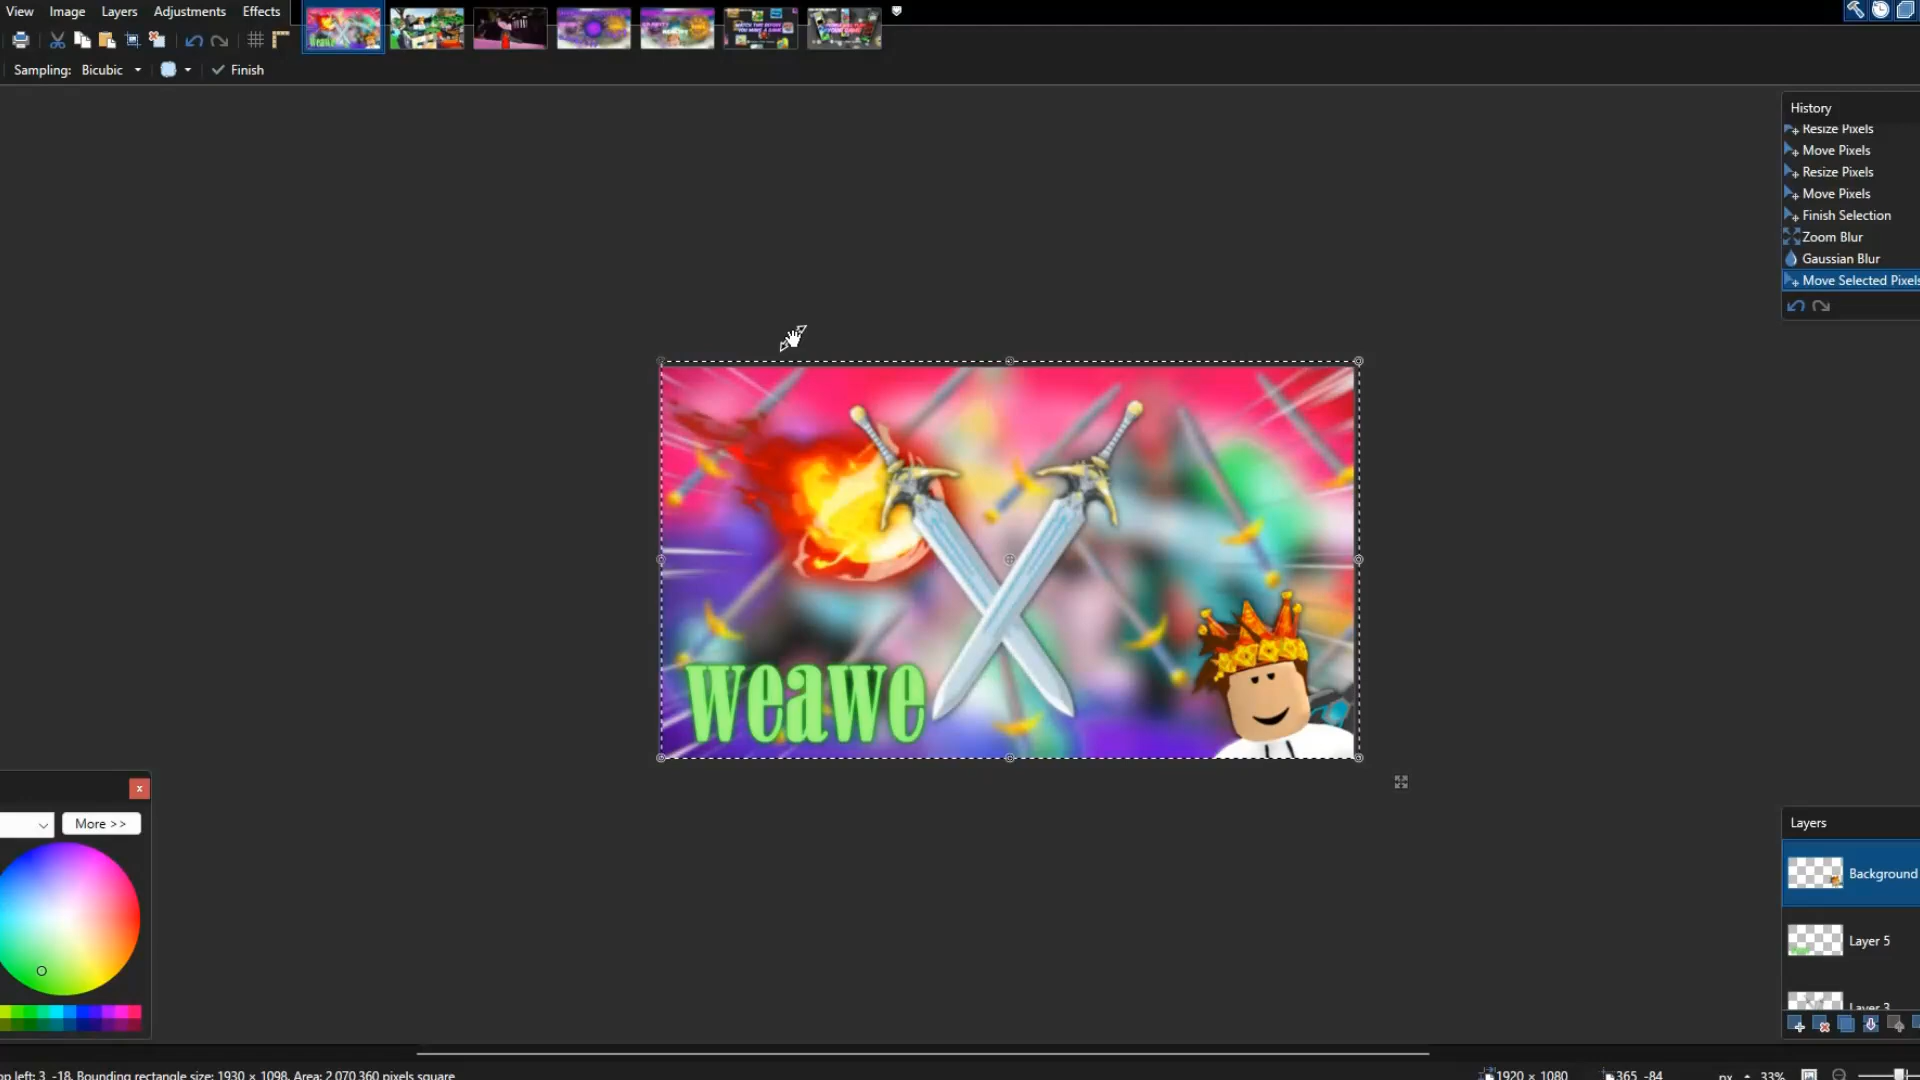 View Image Layers Adjustments Effects
Sampling: Bicubic Finish
History
Resize Pixels
Move Pixels
Resize Pixels
Move Pixels
Finish Selection
Zoom Blur
Gaussian Blur
Move Selected Pixels
weawe
x
More >>
Layers
Background
Layer 5
Layer 3
op left: 3, -18. Bounding rectangle size: 1930 × 1098. Area: 2,070,360 pixels square
1920 × 1080
365, -84
px
33%